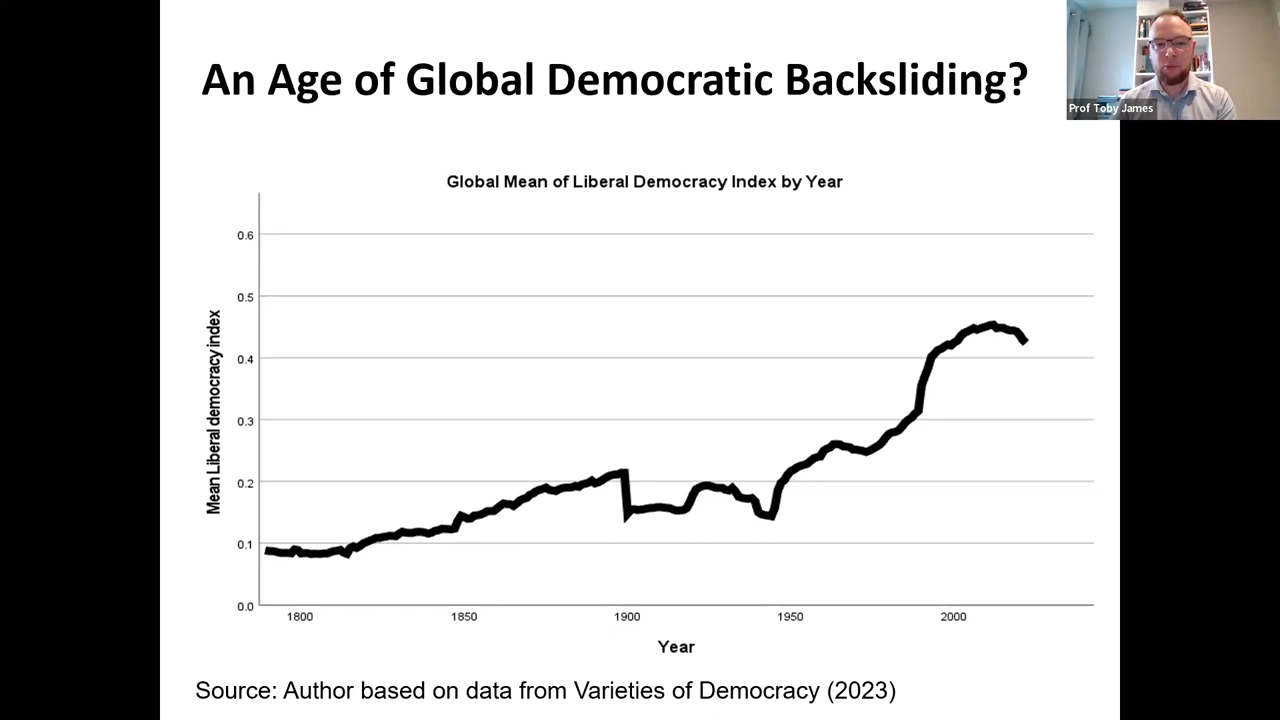 An Age of Global Democratic Backsliding?
Prof Toby James
Global Mean of Liberal Democracy Index by Year
Mean Liberal democracy index
0.6
0.5
0.4
0.3
0.2
0.1
0.0
1800 1850 1900 1950 2000
Year
Source: Author based on data from Varieties of Democracy (2023)